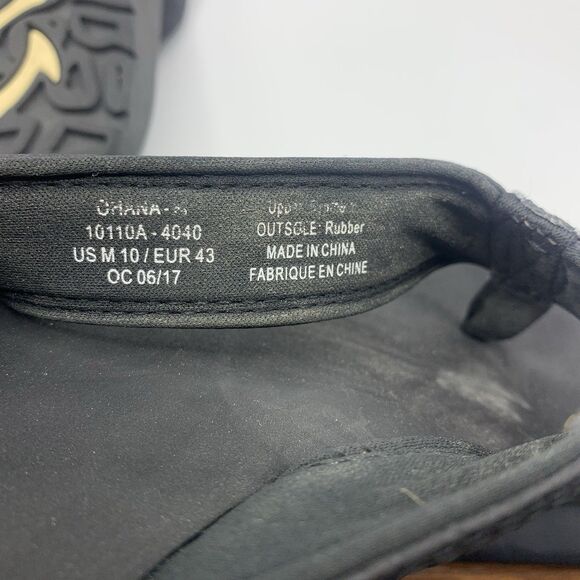 OHANA-
10110A - 4040
US M 10 / EUR 43
OC 06/17
OUTSOLE: Rubber
MADE IN CHINA
FABRIQUE EN CHINE